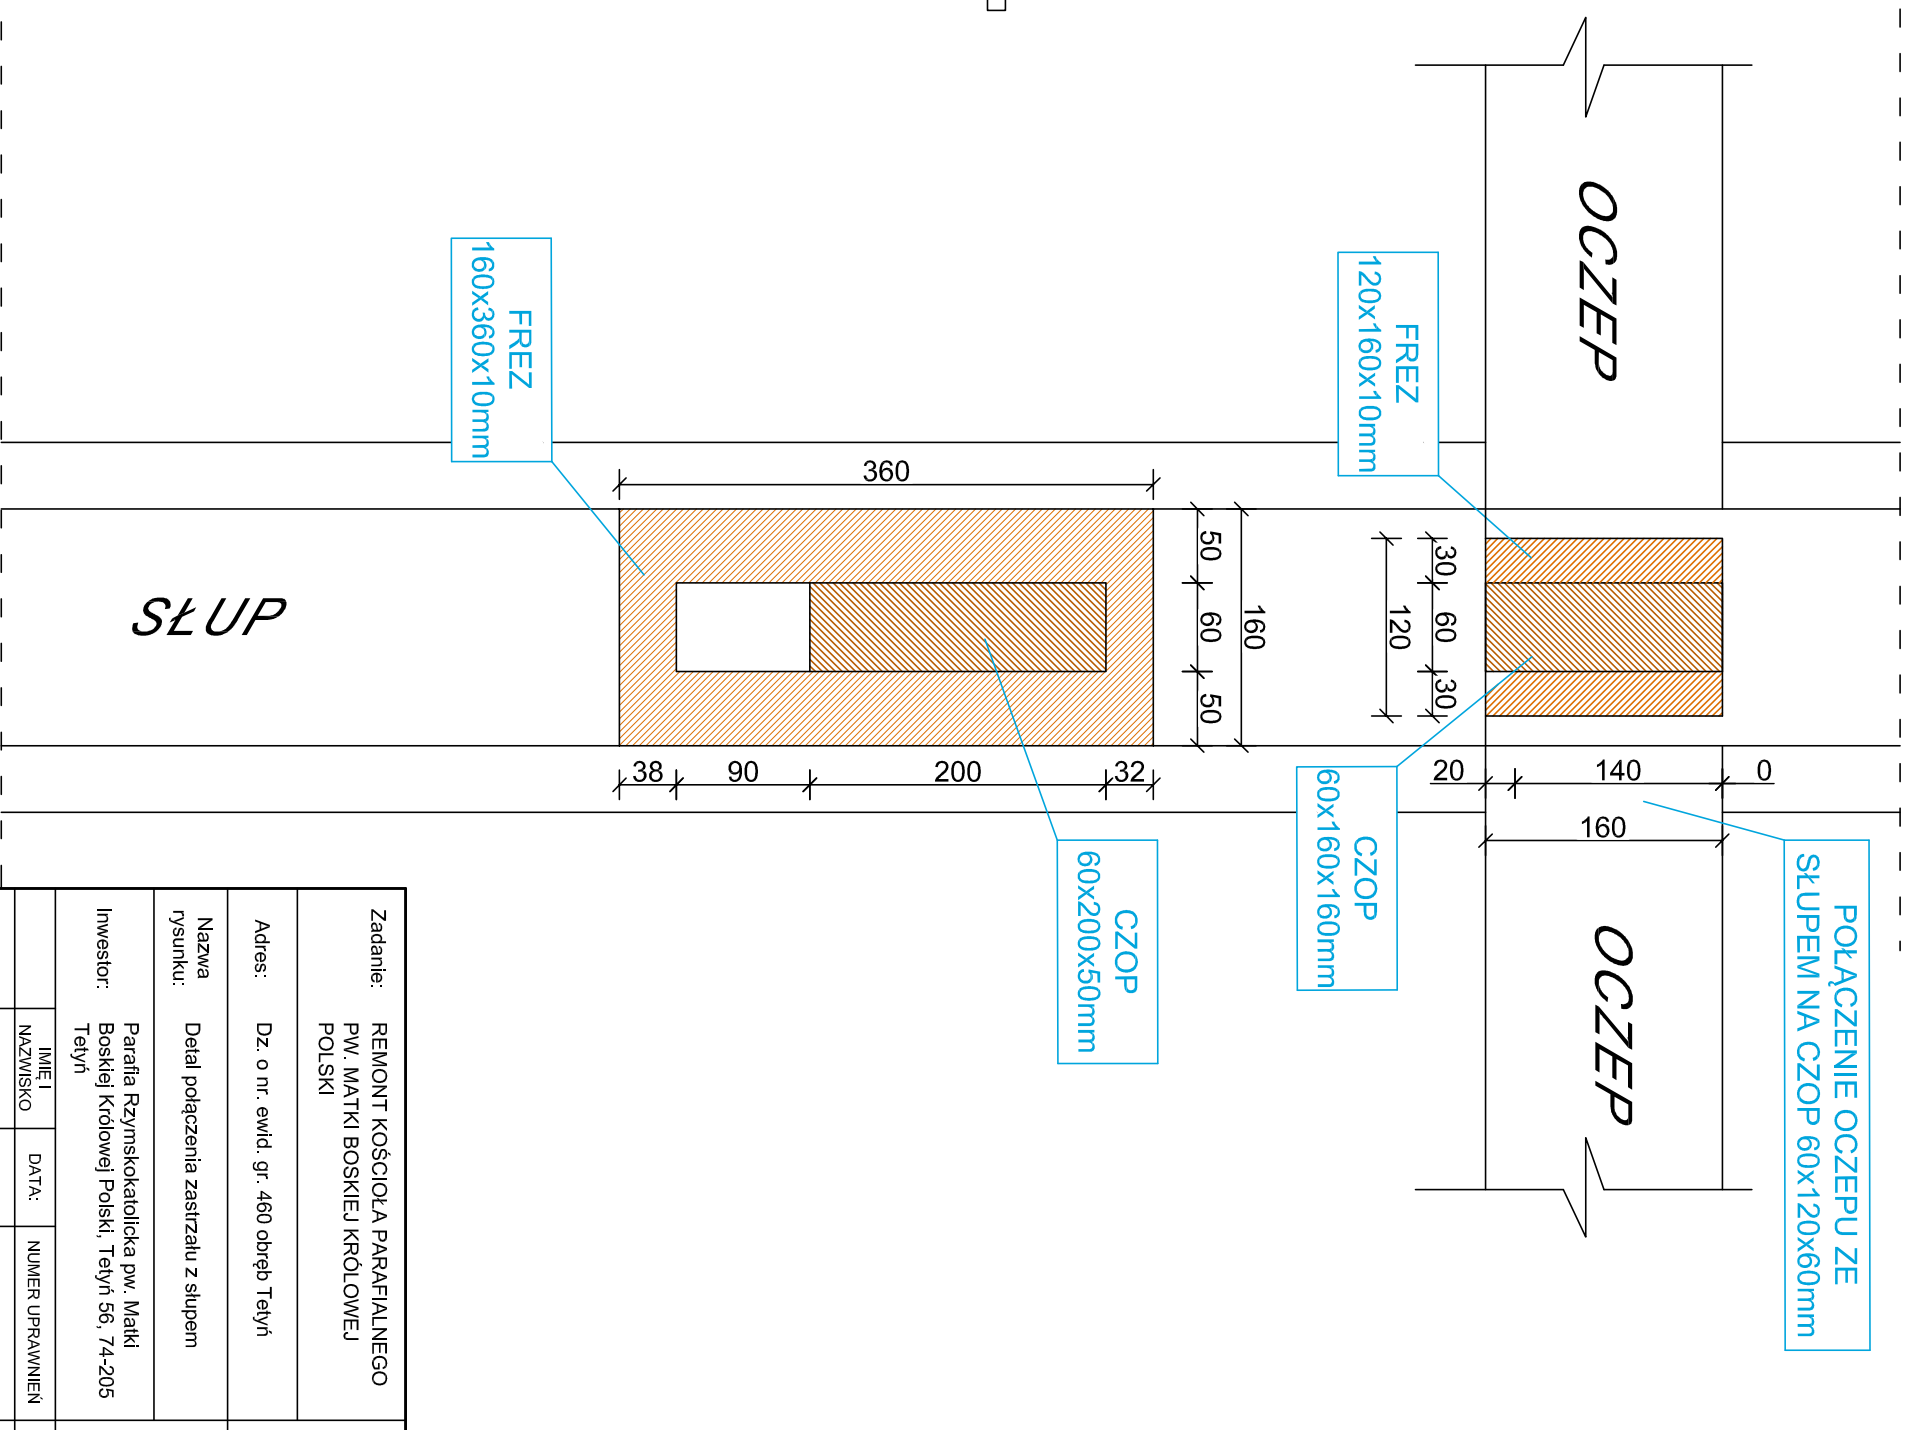 OCZEP
OCZEP
SŁUP
FREZ
160x360x10mm
FREZ
120x160x10mm
CZOP
60x200x50mm
CZOP
60x160x160mm
POŁĄCZENIE OCZEPU ZE
SŁUPEM NA CZOP 60x120x60mm
360
50
60
50
160
38
90
200
32
30
60
30
120
20
140
0
160
Zadanie: REMONT KOŚCIOŁA PARAFIALNEGO
PW. MATKI BOSKIEJ KRÓLOWEJ
POLSKI
Adres: Dz. o nr. ewid. gr. 460 obręb Tetyń
Nazwa
rysunku: Detal połączenia zastrzału z słupem
Inwestor: Parafia Rzymskokatolicka pw. Matki
Boskiej Królowej Polski, Tetyń 56, 74-205
Tetyń
IMIĘ I
NAZWISKO
DATA:
NUMER UPRAWNIEŃ